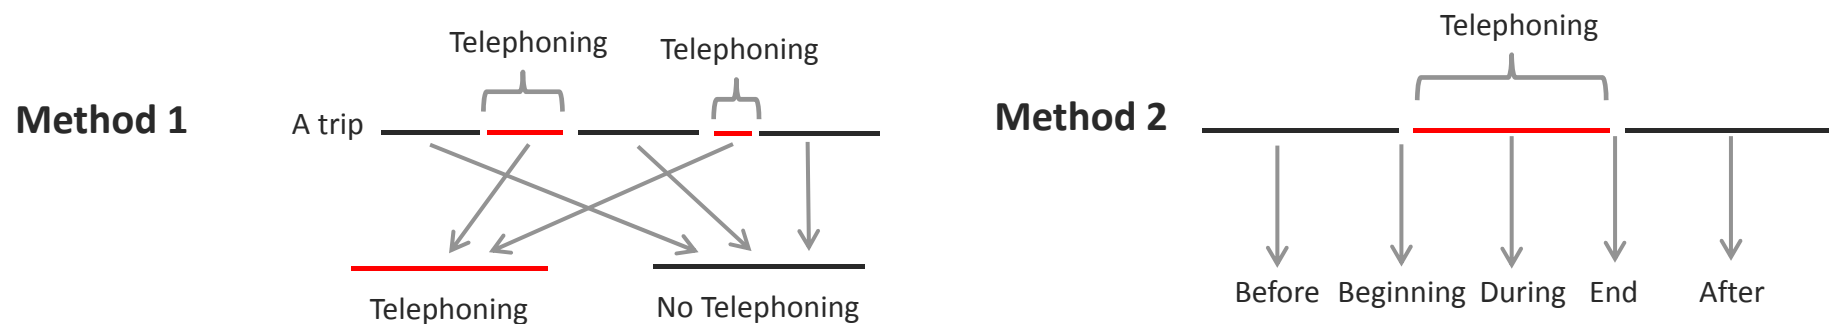 Telephoning
Telephoning
Method 1
A trip
Telephoning
No Telephoning
Telephoning
Method 2
Before
Beginning
During
End
After